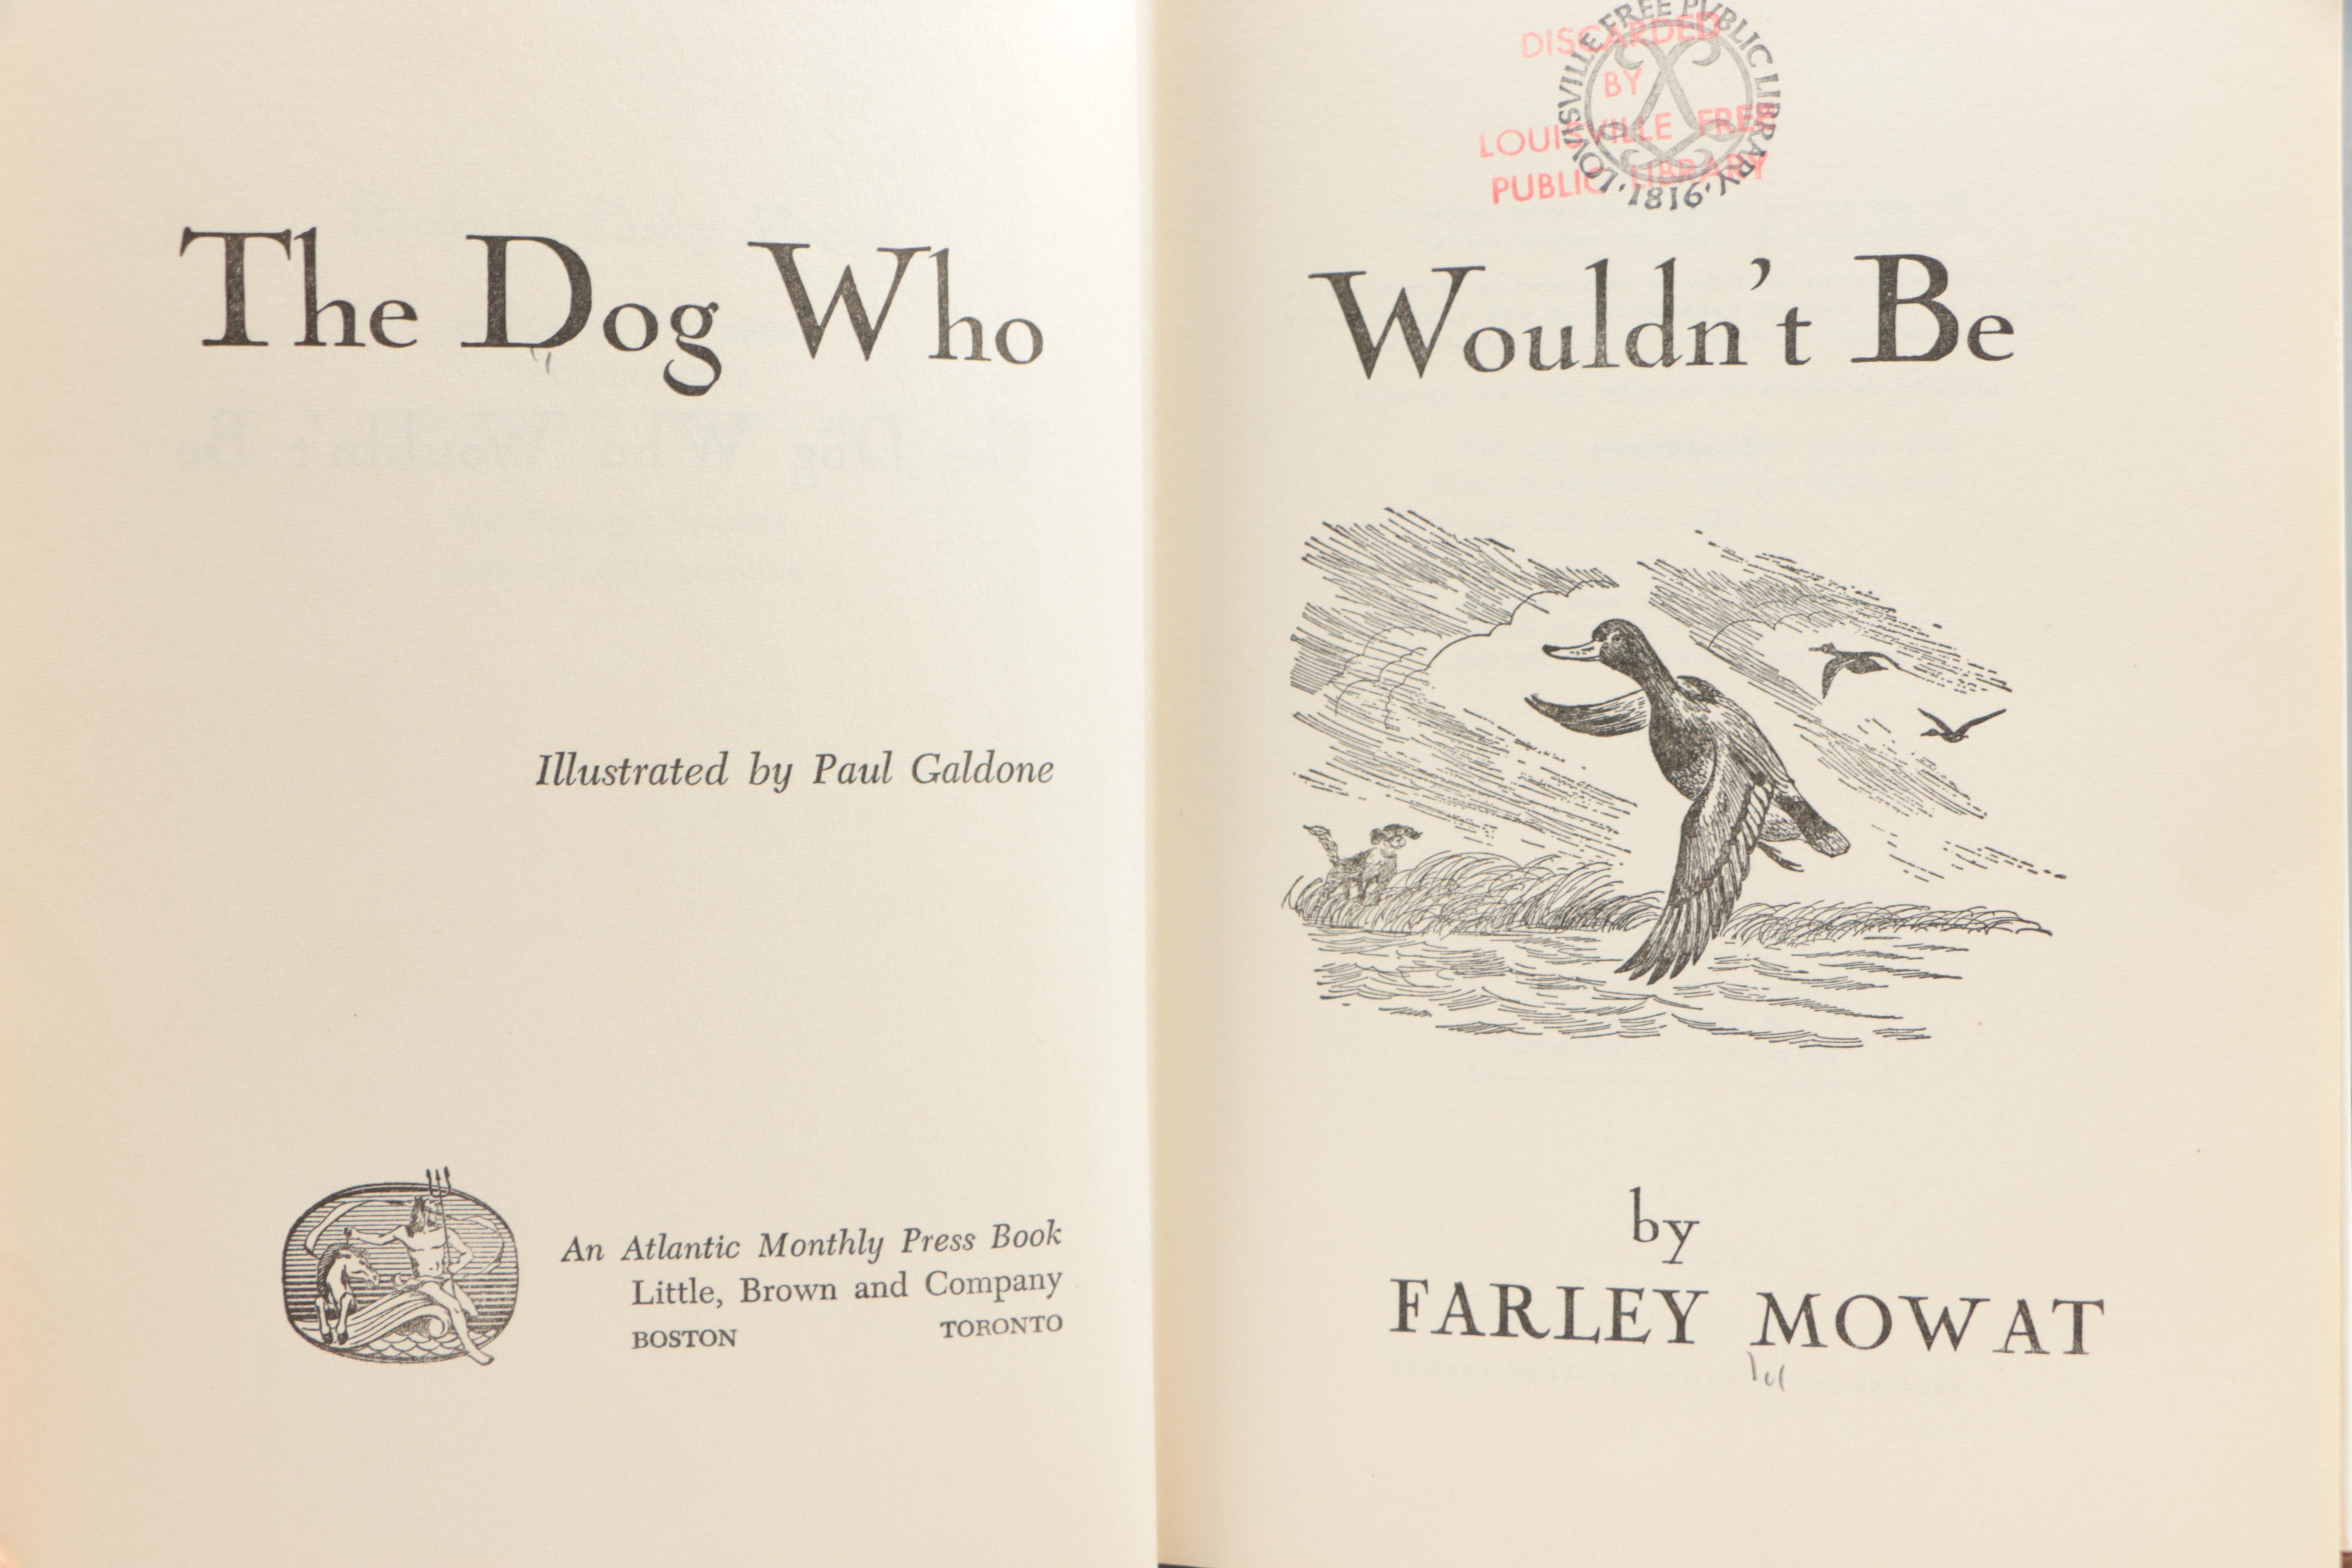 The Dog Who
Illustrated by Paul Galdone
An Atlantic Monthly Press Book
Little, Brown and Company
BOSTON TORONTO
LOUISVILLE FREE PVBLIC LIBRARY
·1816·
DISCARDED
BY
LOUISVILLE FREE
PUBLIC LIBRARY
Wouldn't Be
by
FARLEY MOWAT